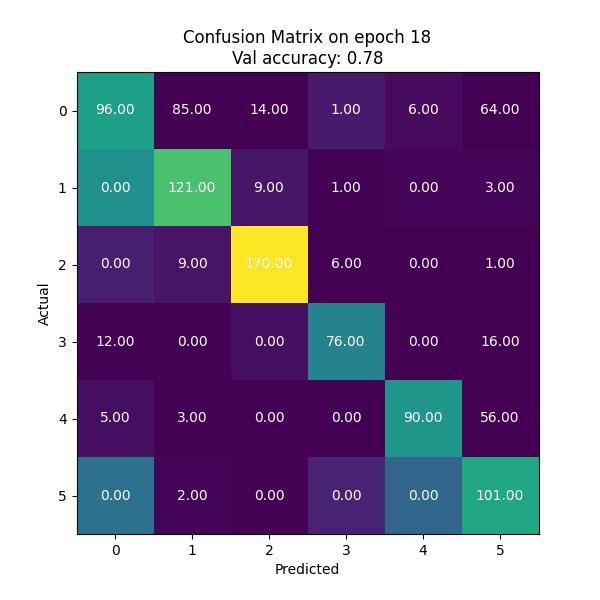 Confusion Matrix on epoch 18
Val accuracy: 0.78
0 96.00 85.00 14.00 1.00 6.00 64.00
1 0.00 121.00 9.00 1.00 0.00 3.00
2 0.00 9.00 170.00 6.00 0.00 1.00
3 12.00 0.00 0.00 76.00 0.00 16.00
4 5.00 3.00 0.00 0.00 90.00 56.00
5 0.00 2.00 0.00 0.00 0.00 101.00
Actual
0 1 2 3 4 5
Predicted